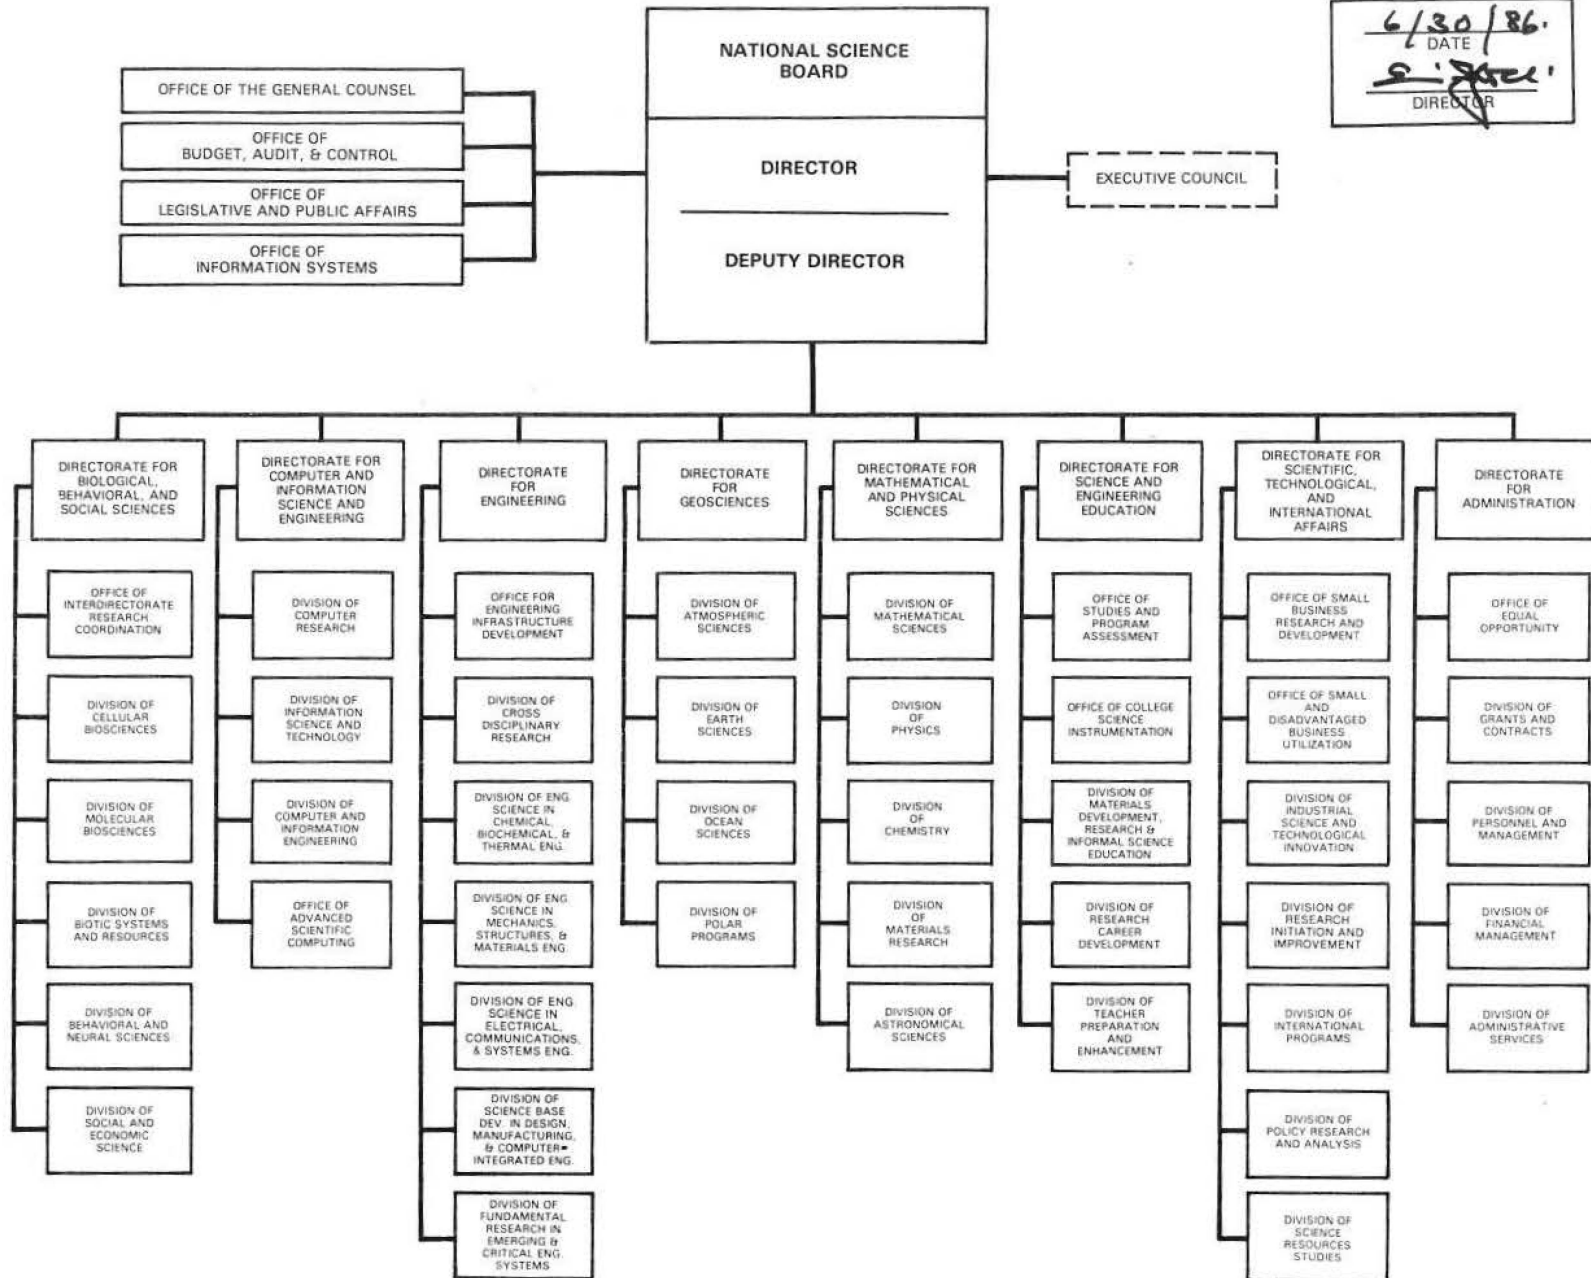 6/30/86.
DATE
DIRECTOR
NATIONAL SCIENCE
BOARD
DIRECTOR
DEPUTY DIRECTOR
OFFICE OF THE GENERAL COUNSEL
OFFICE OF
BUDGET, AUDIT, & CONTROL
OFFICE OF
LEGISLATIVE AND PUBLIC AFFAIRS
OFFICE OF
INFORMATION SYSTEMS
EXECUTIVE COUNCIL
DIRECTORATE FOR
BIOLOGICAL,
BEHAVIORAL, AND
SOCIAL SCIENCES
OFFICE OF
INTERDIRECTORATE
RESEARCH
COORDINATION
DIVISION OF
CELLULAR
BIOSCIENCES
DIVISION OF
MOLECULAR
BIOSCIENCES
DIVISION OF
BIOTIC SYSTEMS
AND RESOURCES
DIVISION OF
BEHAVIORAL AND
NEURAL SCIENCES
DIVISION OF
SOCIAL AND
ECONOMIC
SCIENCE
DIRECTORATE FOR
COMPUTER AND
INFORMATION
SCIENCE AND
ENGINEERING
DIVISION OF
COMPUTER
RESEARCH
DIVISION OF
INFORMATION
SCIENCE AND
TECHNOLOGY
DIVISION OF
COMPUTER AND
INFORMATION
ENGINEERING
OFFICE OF
ADVANCED
SCIENTIFIC
COMPUTING
DIRECTORATE
FOR
ENGINEERING
OFFICE FOR
ENGINEERING
INFRASTRUCTURE
DEVELOPMENT
DIVISION OF
CROSS
DISCIPLINARY
RESEARCH
DIVISION OF ENG.
SCIENCE IN
CHEMICAL,
BIOCHEMICAL, &
THERMAL ENG.
DIVISION OF ENG.
SCIENCE IN
MECHANICS,
STRUCTURES, &
MATERIALS ENG.
DIVISION OF ENG.
SCIENCE IN
ELECTRICAL,
COMMUNICATIONS,
& SYSTEMS ENG.
DIVISION OF
SCIENCE BASE
DEV. IN DESIGN,
MANUFACTURING,
& COMPUTER-
INTEGRATED ENG.
DIVISION OF
FUNDAMENTAL
RESEARCH IN
EMERGING &
CRITICAL ENG.
SYSTEMS
DIRECTORATE
FOR
GEOSCIENCES
DIVISION OF
ATMOSPHERIC
SCIENCES
DIVISION OF
EARTH
SCIENCES
DIVISION OF
OCEAN
SCIENCES
DIVISION OF
POLAR
PROGRAMS
DIRECTORATE FOR
MATHEMATICAL
AND PHYSICAL
SCIENCES
DIVISION OF
MATHEMATICAL
SCIENCES
DIVISION
OF
PHYSICS
DIVISION
OF
CHEMISTRY
DIVISION
OF
MATERIALS
RESEARCH
DIVISION OF
ASTRONOMICAL
SCIENCES
DIRECTORATE FOR
SCIENCE AND
ENGINEERING
EDUCATION
OFFICE OF
STUDIES AND
PROGRAM
ASSESSMENT
OFFICE OF COLLEGE
SCIENCE
INSTRUMENTATION
DIVISION OF
MATERIALS
DEVELOPMENT,
RESEARCH &
INFORMAL SCIENCE
EDUCATION
DIVISION OF
RESEARCH
CAREER
DEVELOPMENT
DIVISION OF
TEACHER
PREPARATION
AND
ENHANCEMENT
DIRECTORATE FOR
SCIENTIFIC,
TECHNOLOGICAL,
AND
INTERNATIONAL
AFFAIRS
OFFICE OF SMALL
BUSINESS
RESEARCH AND
DEVELOPMENT
OFFICE OF SMALL
AND
DISADVANTAGED
BUSINESS
UTILIZATION
DIVISION OF
INDUSTRIAL
SCIENCE AND
TECHNOLOGICAL
INNOVATION
DIVISION OF
RESEARCH
INITIATION AND
IMPROVEMENT
DIVISION OF
INTERNATIONAL
PROGRAMS
DIVISION OF
POLICY RESEARCH
AND ANALYSIS
DIVISION OF
SCIENCE
RESOURCES
STUDIES
DIRECTORATE
FOR
ADMINISTRATION
OFFICE OF
EQUAL
OPPORTUNITY
DIVISION OF
GRANTS AND
CONTRACTS
DIVISION OF
PERSONNEL AND
MANAGEMENT
DIVISION OF
FINANCIAL
MANAGEMENT
DIVISION OF
ADMINISTRATIVE
SERVICES